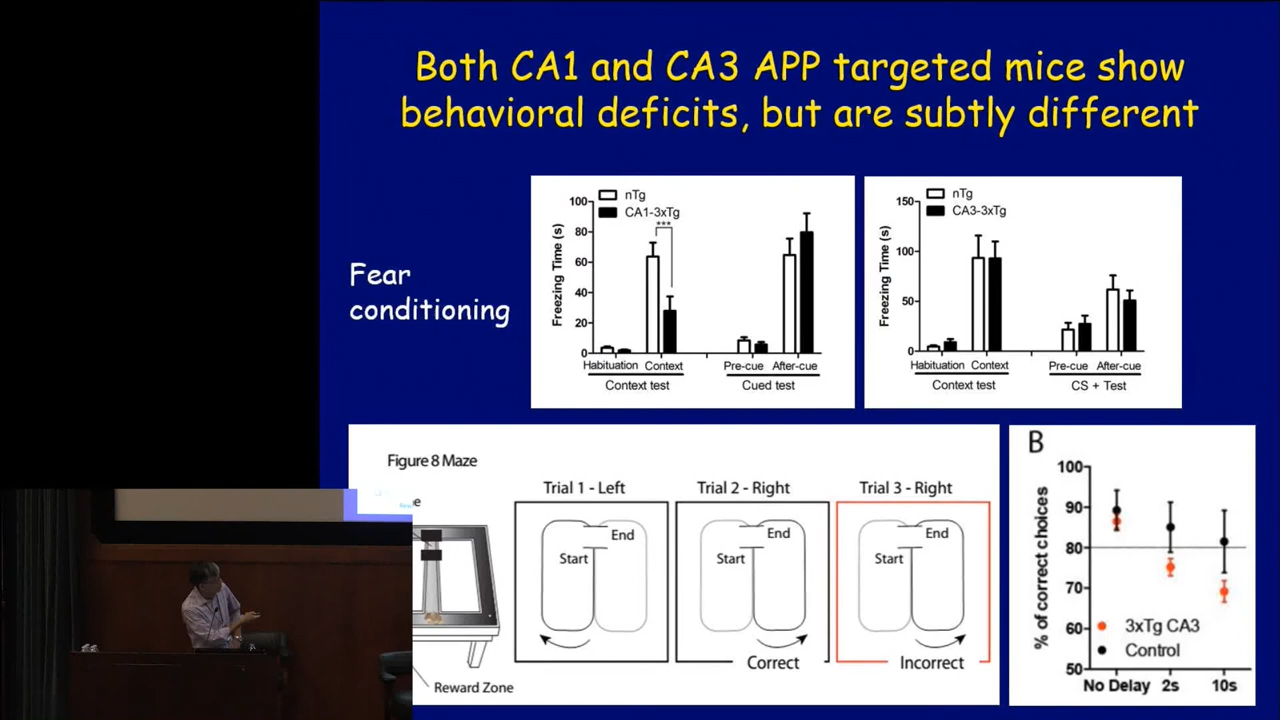 Both CA1 and CA3 APP targeted mice show
behavioral deficits, but are subtly different
Fear
conditioning
nTg
CA1-3xTg
***
Freezing Time (s)
100
80
60
40
20
0
Habituation Context Pre-cue After-cue
Context test Cued test
nTg
CA3-3xTg
Freezing Time (s)
150
100
50
0
Habituation Context Pre-cue After-cue
Context test CS + Test
Figure 8 Maze
Trial 1 - Left
End
Start
Trial 2 - Right
End
Start
Correct
Trial 3 - Right
End
Start
Incorrect
Reward Zone
B
% of correct choices
100
90
80
70
60
50
3xTg CA3
Control
No Delay 2s 10s